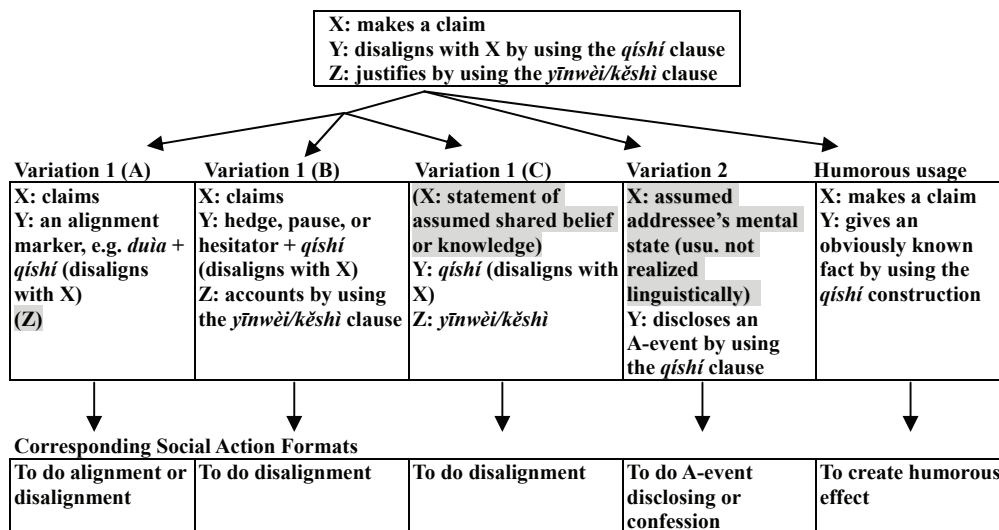 X: makes a claim
Y: disaligns with X by using the qíshí clause
Z: justifies by using the yīnwèi/kěshì clause
Variation 1 (A)
X: claims
Y: an alignment
marker, e.g. duìa +
qíshí (disaligns
with X)
(Z)
Variation 1 (B)
X: claims
Y: hedge, pause, or
hesitator + qíshí
(disaligns with X)
Z: accounts by using
the yīnwèi/kěshì clause
Variation 1 (C)
(X: statement of
assumed shared belief
or knowledge)
Y: qíshí (disaligns with
X)
Z: yīnwèi/kěshì
Variation 2
X: assumed
addressee's mental
state (usu. not
realized
linguistically)
Y: discloses an
A-event by using
the qíshí clause
Humorous usage
X: makes a claim
Y: gives an
obviously known
fact by using the
qíshí construction
Corresponding Social Action Formats
To do alignment or
disalignment
To do disalignment
To do disalignment
To do A-event
disclosing or
confession
To create humorous
effect